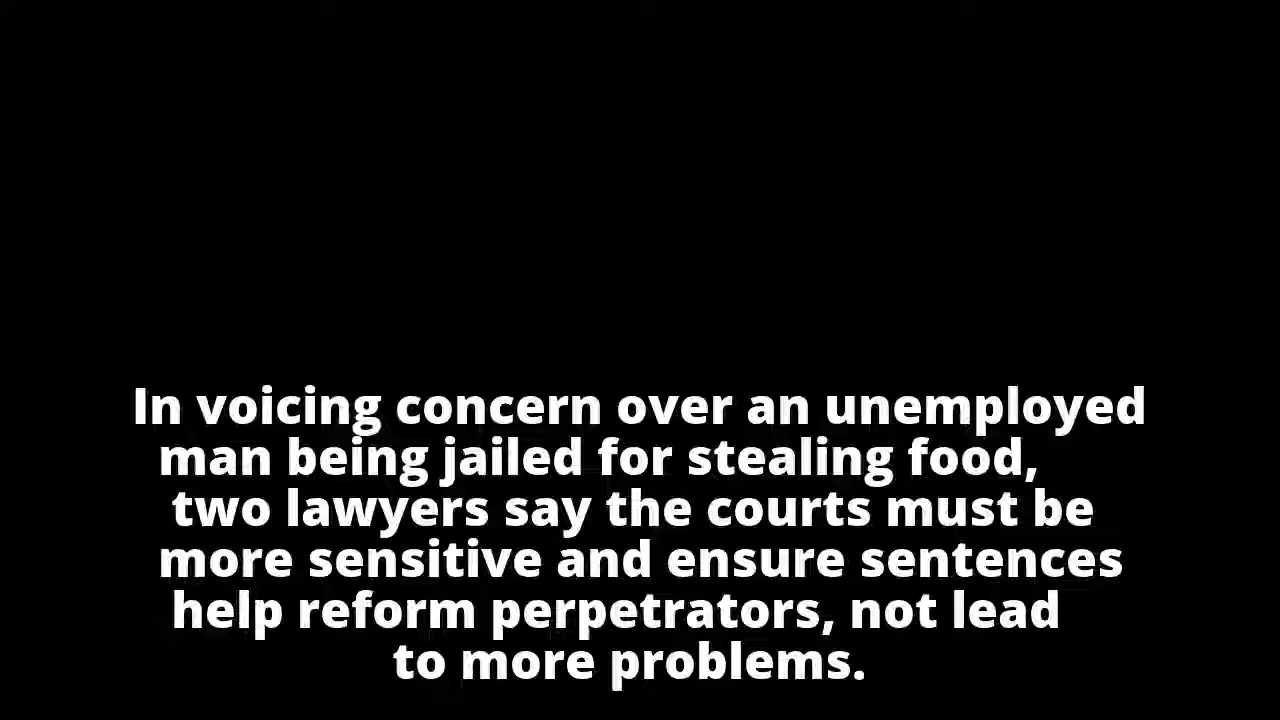 In voicing concern over an unemployed
man being jailed for stealing food,
two lawyers say the courts must be
more sensitive and ensure sentences
help reform perpetrators, not lead
to more problems.